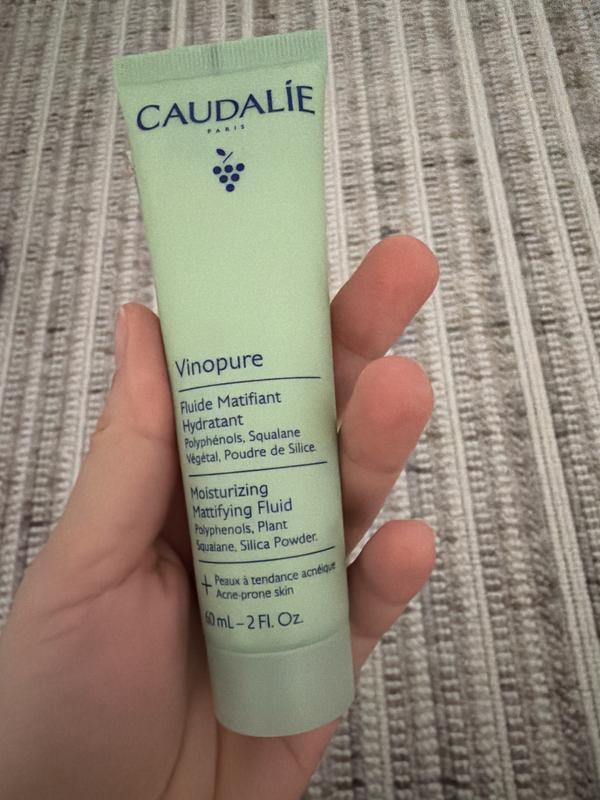 CAUDALÍE
PARIS
Vinopure
Fluide Matifiant
Hydratant
Polyphénols, Squalane
Végétal, Poudre de Silice.
Moisturizing
Mattifying Fluid
Polyphenols, Plant
Squalane, Silica Powder.
+ Peaux à tendance acnéique
Acne-prone skin
60 mL – 2 Fl. Oz.